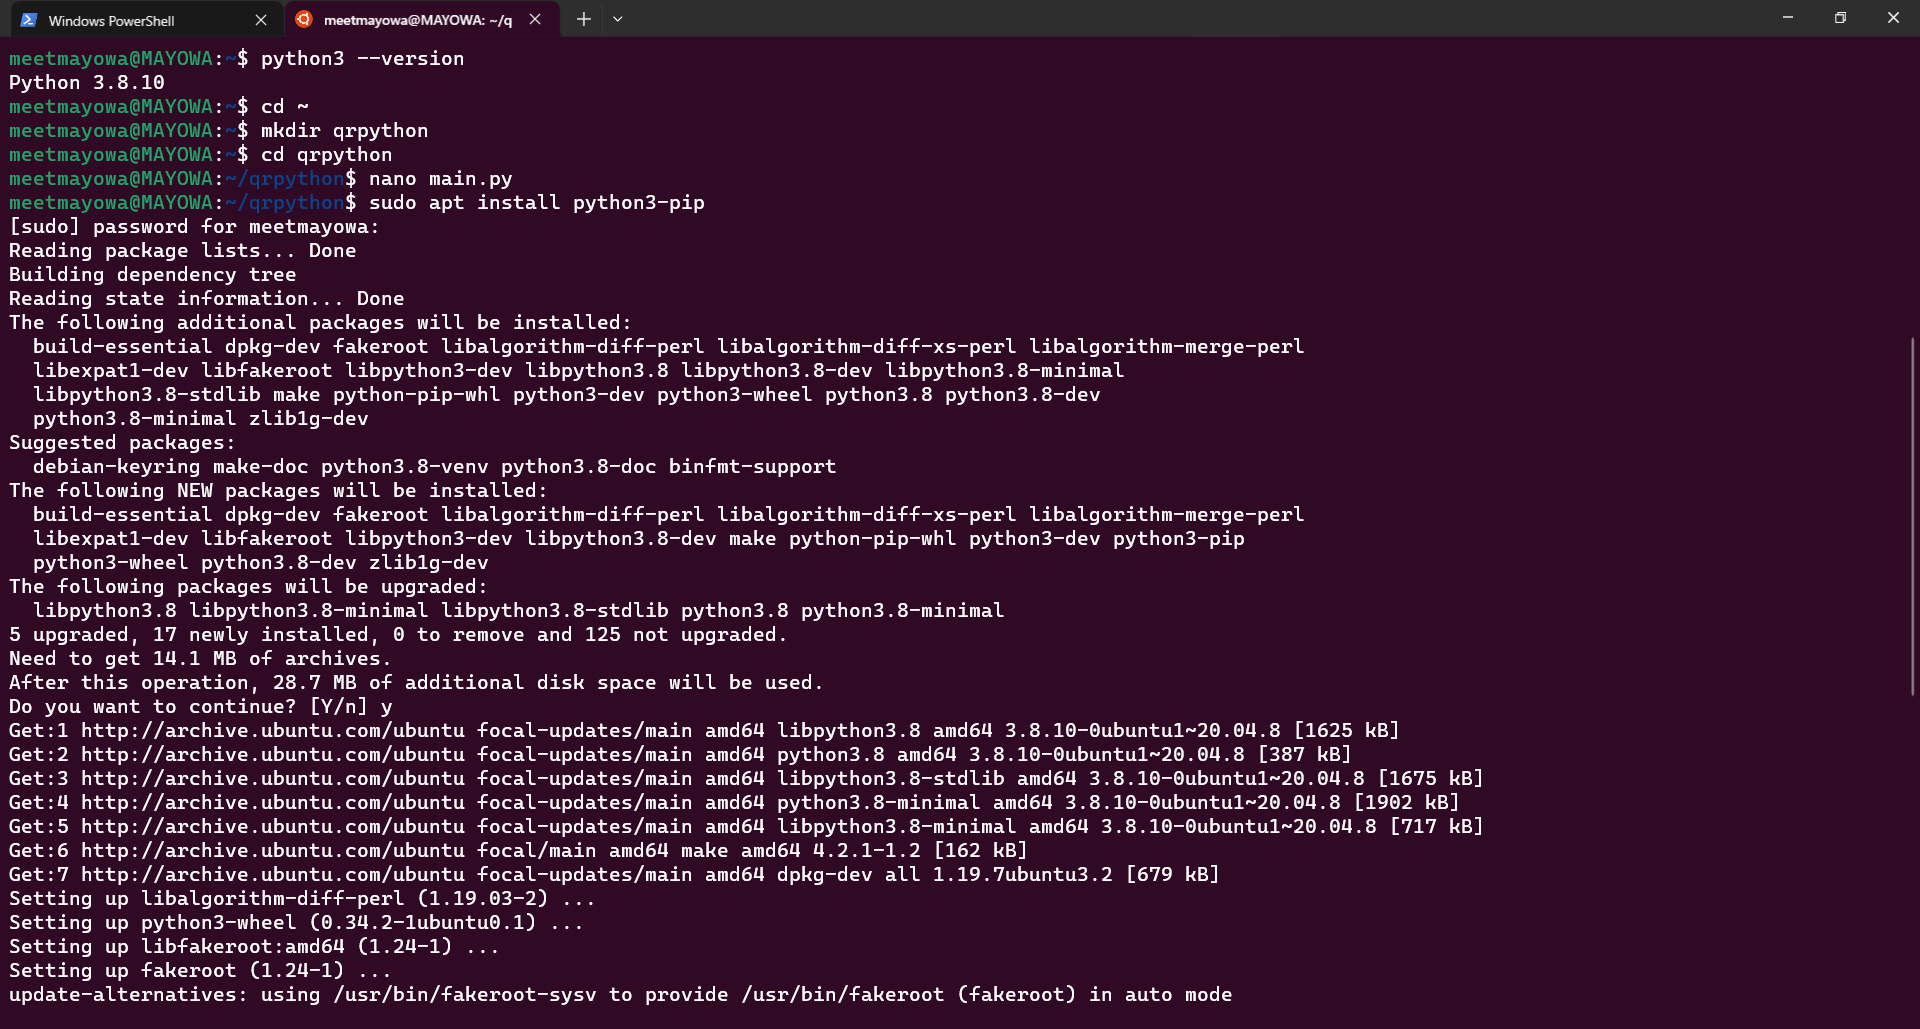 Windows PowerShell
meetmayowa@MAYOWA: ~/q
meetmayowa@MAYOWA:~$ python3 --version
Python 3.8.10
meetmayowa@MAYOWA:~$ cd ~
meetmayowa@MAYOWA:~$ mkdir qrpython
meetmayowa@MAYOWA:~$ cd qrpython
meetmayowa@MAYOWA:~/qrpython$ nano main.py
meetmayowa@MAYOWA:~/qrpython$ sudo apt install python3-pip
[sudo] password for meetmayowa:
Reading package lists... Done
Building dependency tree
Reading state information... Done
The following additional packages will be installed:
  build-essential dpkg-dev fakeroot libalgorithm-diff-perl libalgorithm-diff-xs-perl libalgorithm-merge-perl
  libexpat1-dev libfakeroot libpython3-dev libpython3.8 libpython3.8-dev libpython3.8-minimal
  libpython3.8-stdlib make python-pip-whl python3-dev python3-wheel python3.8 python3.8-dev
  python3.8-minimal zlib1g-dev
Suggested packages:
  debian-keyring make-doc python3.8-venv python3.8-doc binfmt-support
The following NEW packages will be installed:
  build-essential dpkg-dev fakeroot libalgorithm-diff-perl libalgorithm-diff-xs-perl libalgorithm-merge-perl
  libexpat1-dev libfakeroot libpython3-dev libpython3.8-dev make python-pip-whl python3-dev python3-pip
  python3-wheel python3.8-dev zlib1g-dev
The following packages will be upgraded:
  libpython3.8 libpython3.8-minimal libpython3.8-stdlib python3.8 python3.8-minimal
5 upgraded, 17 newly installed, 0 to remove and 125 not upgraded.
Need to get 14.1 MB of archives.
After this operation, 28.7 MB of additional disk space will be used.
Do you want to continue? [Y/n] y
Get:1 http://archive.ubuntu.com/ubuntu focal-updates/main amd64 libpython3.8 amd64 3.8.10-0ubuntu1~20.04.8 [1625 kB]
Get:2 http://archive.ubuntu.com/ubuntu focal-updates/main amd64 python3.8 amd64 3.8.10-0ubuntu1~20.04.8 [387 kB]
Get:3 http://archive.ubuntu.com/ubuntu focal-updates/main amd64 libpython3.8-stdlib amd64 3.8.10-0ubuntu1~20.04.8 [1675 kB]
Get:4 http://archive.ubuntu.com/ubuntu focal-updates/main amd64 python3.8-minimal amd64 3.8.10-0ubuntu1~20.04.8 [1902 kB]
Get:5 http://archive.ubuntu.com/ubuntu focal-updates/main amd64 libpython3.8-minimal amd64 3.8.10-0ubuntu1~20.04.8 [717 kB]
Get:6 http://archive.ubuntu.com/ubuntu focal/main amd64 make amd64 4.2.1-1.2 [162 kB]
Get:7 http://archive.ubuntu.com/ubuntu focal-updates/main amd64 dpkg-dev all 1.19.7ubuntu3.2 [679 kB]
Setting up libalgorithm-diff-perl (1.19.03-2) ...
Setting up python3-wheel (0.34.2-1ubuntu0.1) ...
Setting up libfakeroot:amd64 (1.24-1) ...
Setting up fakeroot (1.24-1) ...
update-alternatives: using /usr/bin/fakeroot-sysv to provide /usr/bin/fakeroot (fakeroot) in auto mode